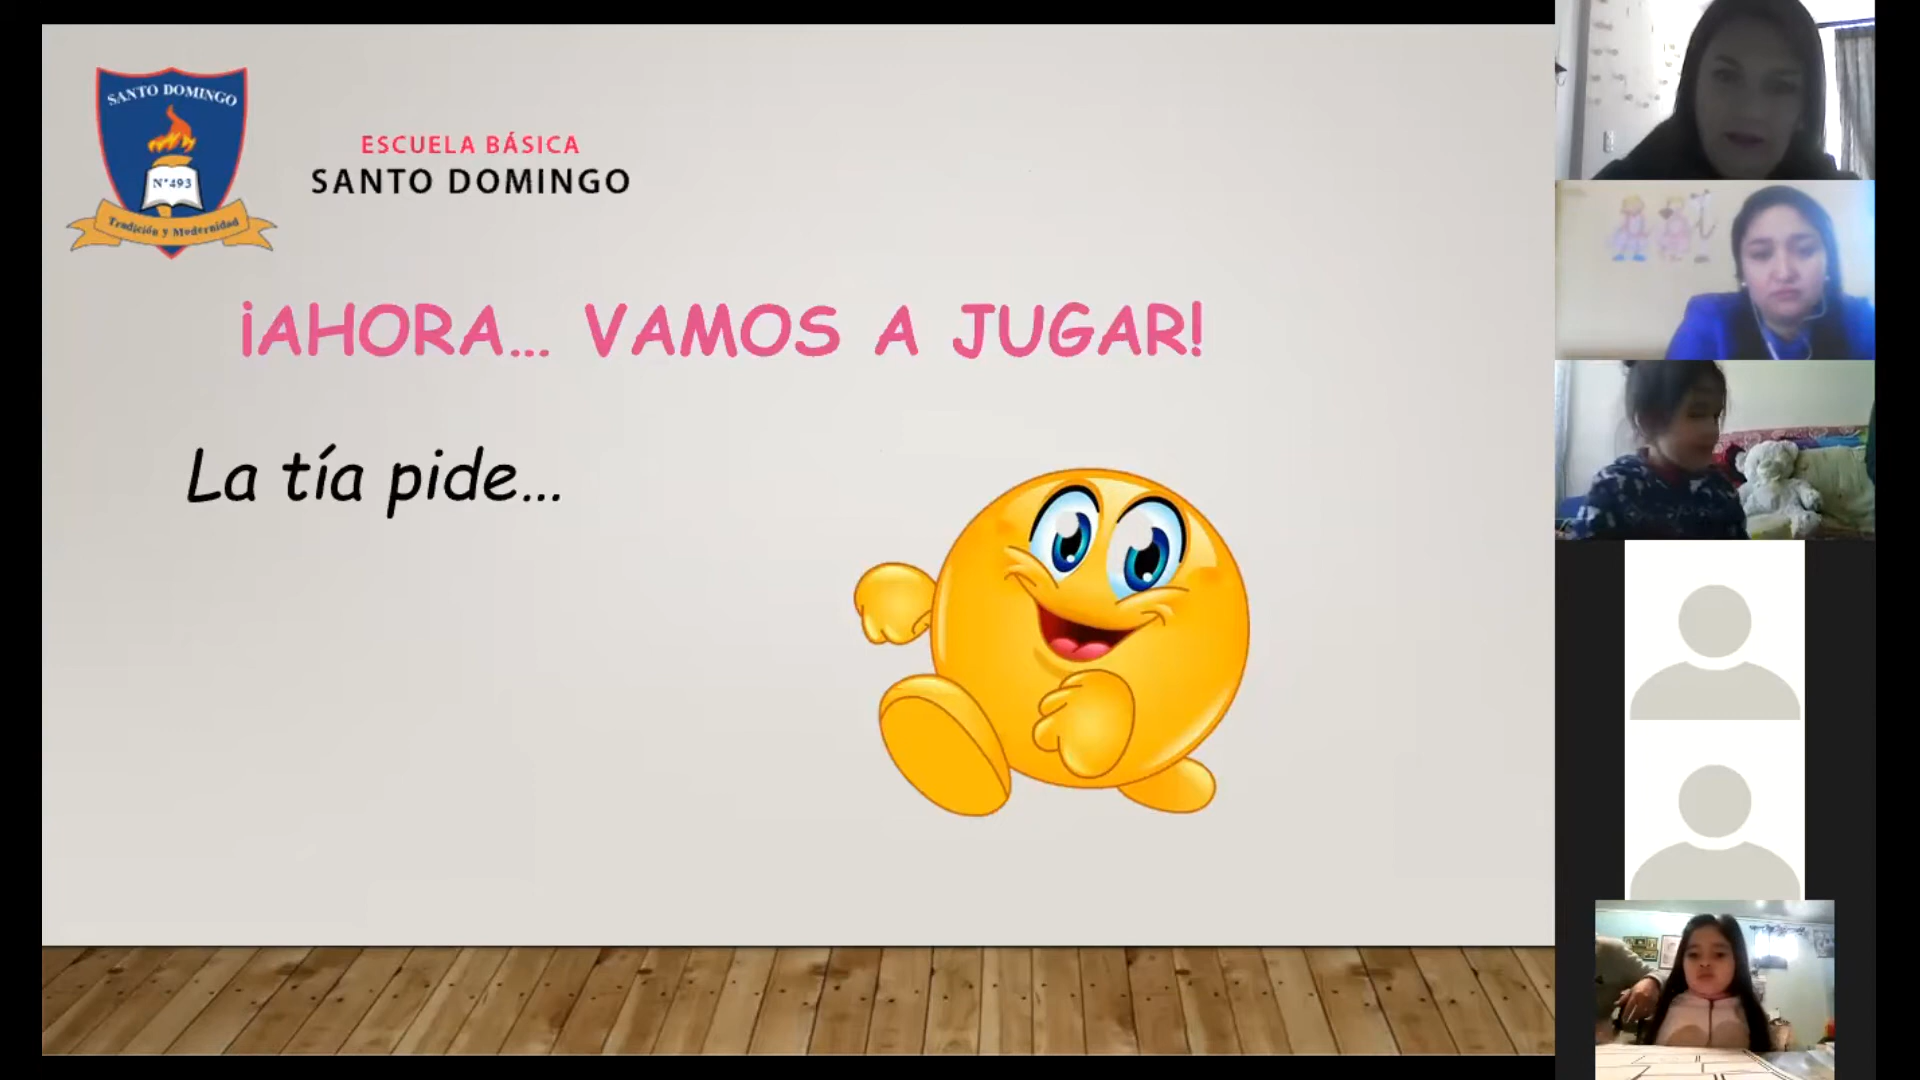 SANTO DOMINGO
N°493
Tradición y Modernidad
ESCUELA BÁSICA
SANTO DOMINGO
¡AHORA... VAMOS A JUGAR!
La tía pide...